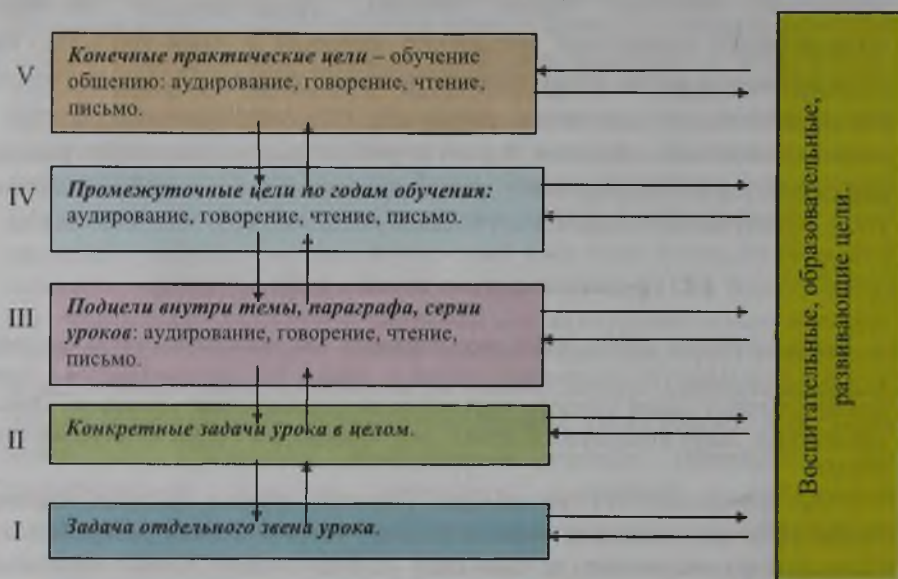 V
Конечные практические цели – обучение
общению: аудирование, говорение, чтение,
письмо.
IV
Промежуточные цели по годам обучения:
аудирование, говорение, чтение, письмо.
III
Подцели внутри темы, параграфа, серии
уроков: аудирование, говорение, чтение,
письмо.
II
Конкретные задачи урока в целом.
I
Задача отдельного звена урока.
Воспитательные, образовательные,
развивающие цели.